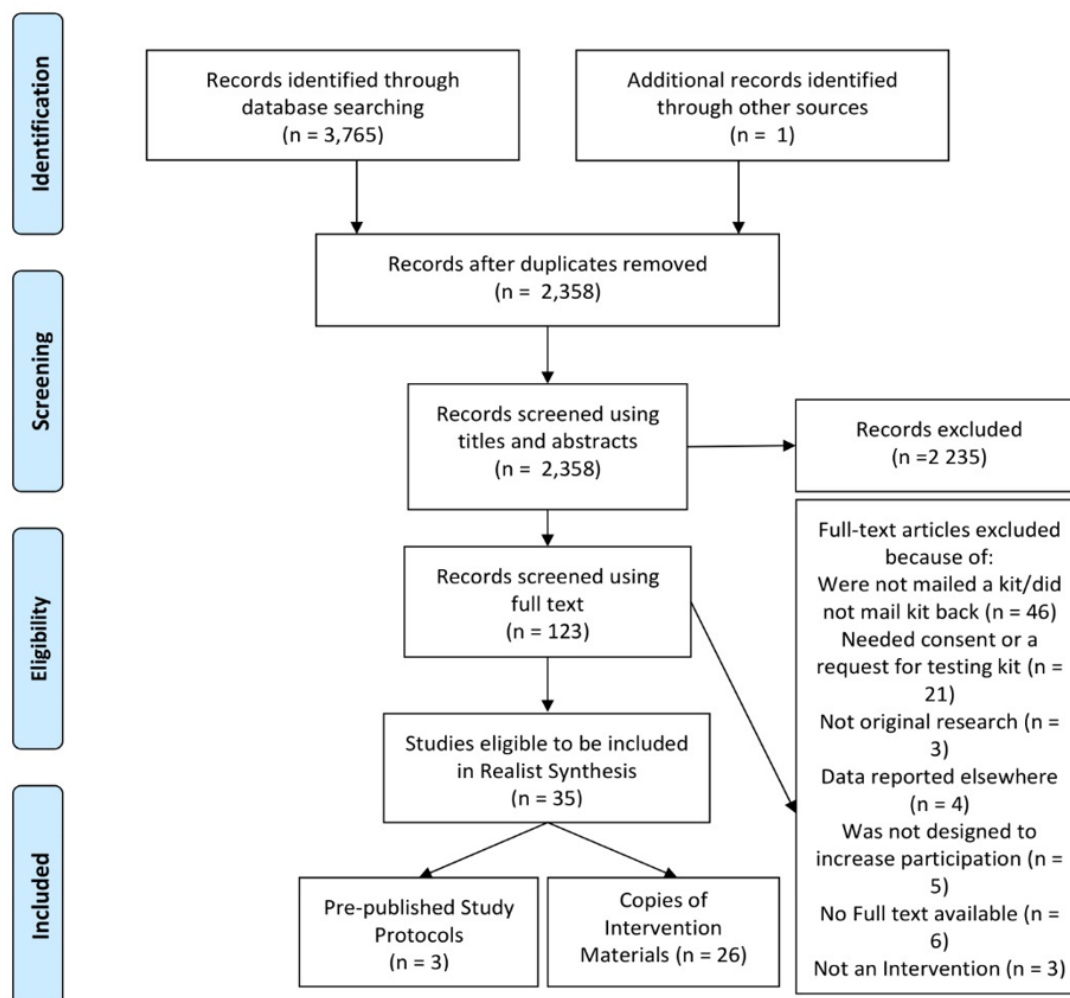 Identification
Records identified through
database searching
(n = 3,765)
Additional records identified
through other sources
(n = 1)
Records after duplicates removed
(n = 2,358)
Screening
Records screened using
titles and abstracts
(n = 2,358)
Records excluded
(n =2 235)
Eligibility
Records screened using
full text
(n = 123)
Full-text articles excluded
because of:
Were not mailed a kit/did
not mail kit back (n = 46)
Needed consent or a
request for testing kit (n =
21)
Not original research (n =
3)
Data reported elsewhere
(n = 4)
Was not designed to
increase participation (n =
5)
No Full text available (n =
6)
Not an Intervention (n = 3)
Studies eligible to be included
in Realist Synthesis
(n = 35)
Included
Pre-published Study
Protocols
(n = 3)
Copies of
Intervention
Materials (n = 26)